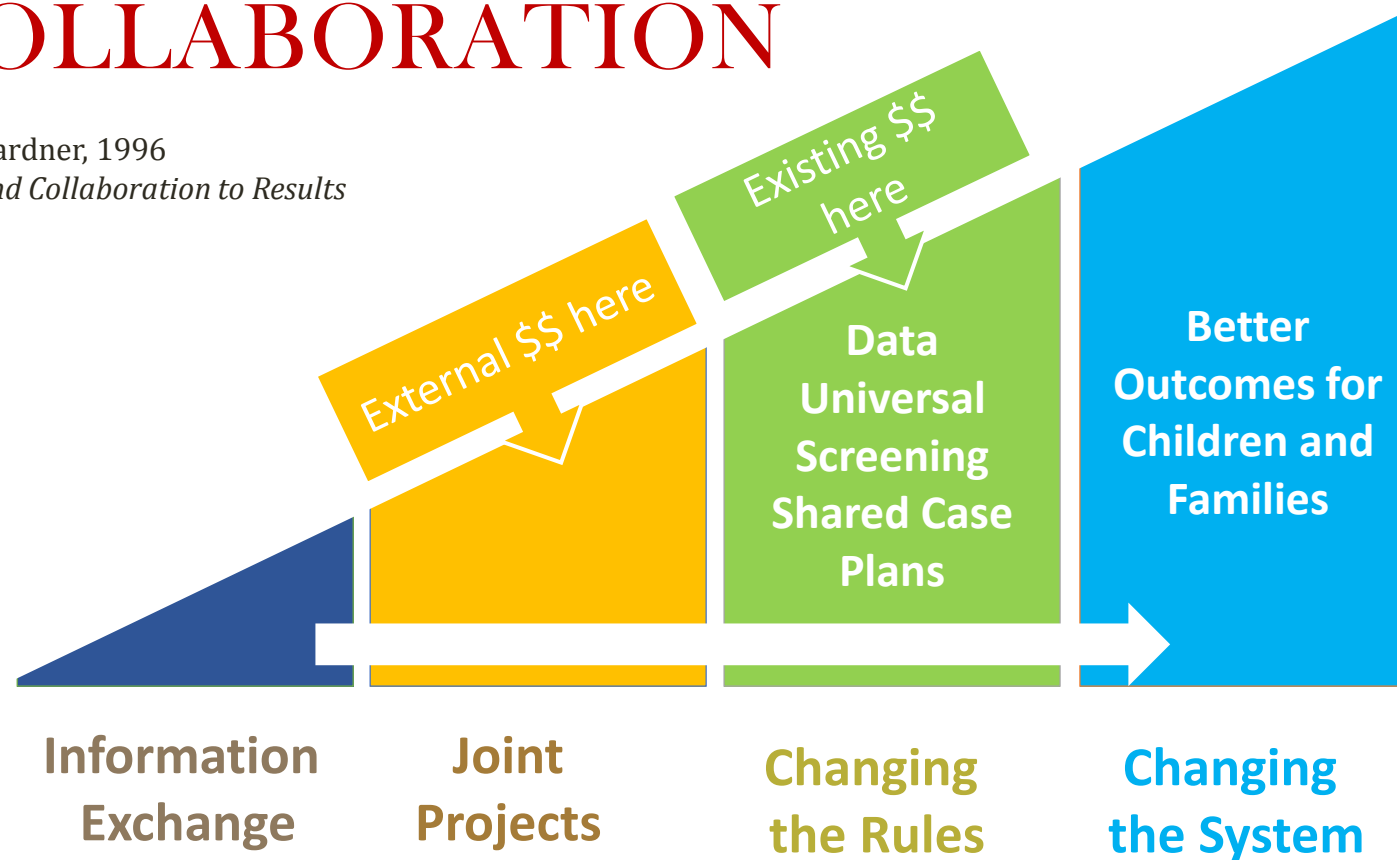 OLLABORATION
ardner, 1996
nd Collaboration to Results
External $$ here
Existing $$
here
Data
Universal
Screening
Shared Case
Plans
Better
Outcomes for
Children and
Families
Information
Exchange
Joint
Projects
Changing
the Rules
Changing
the System